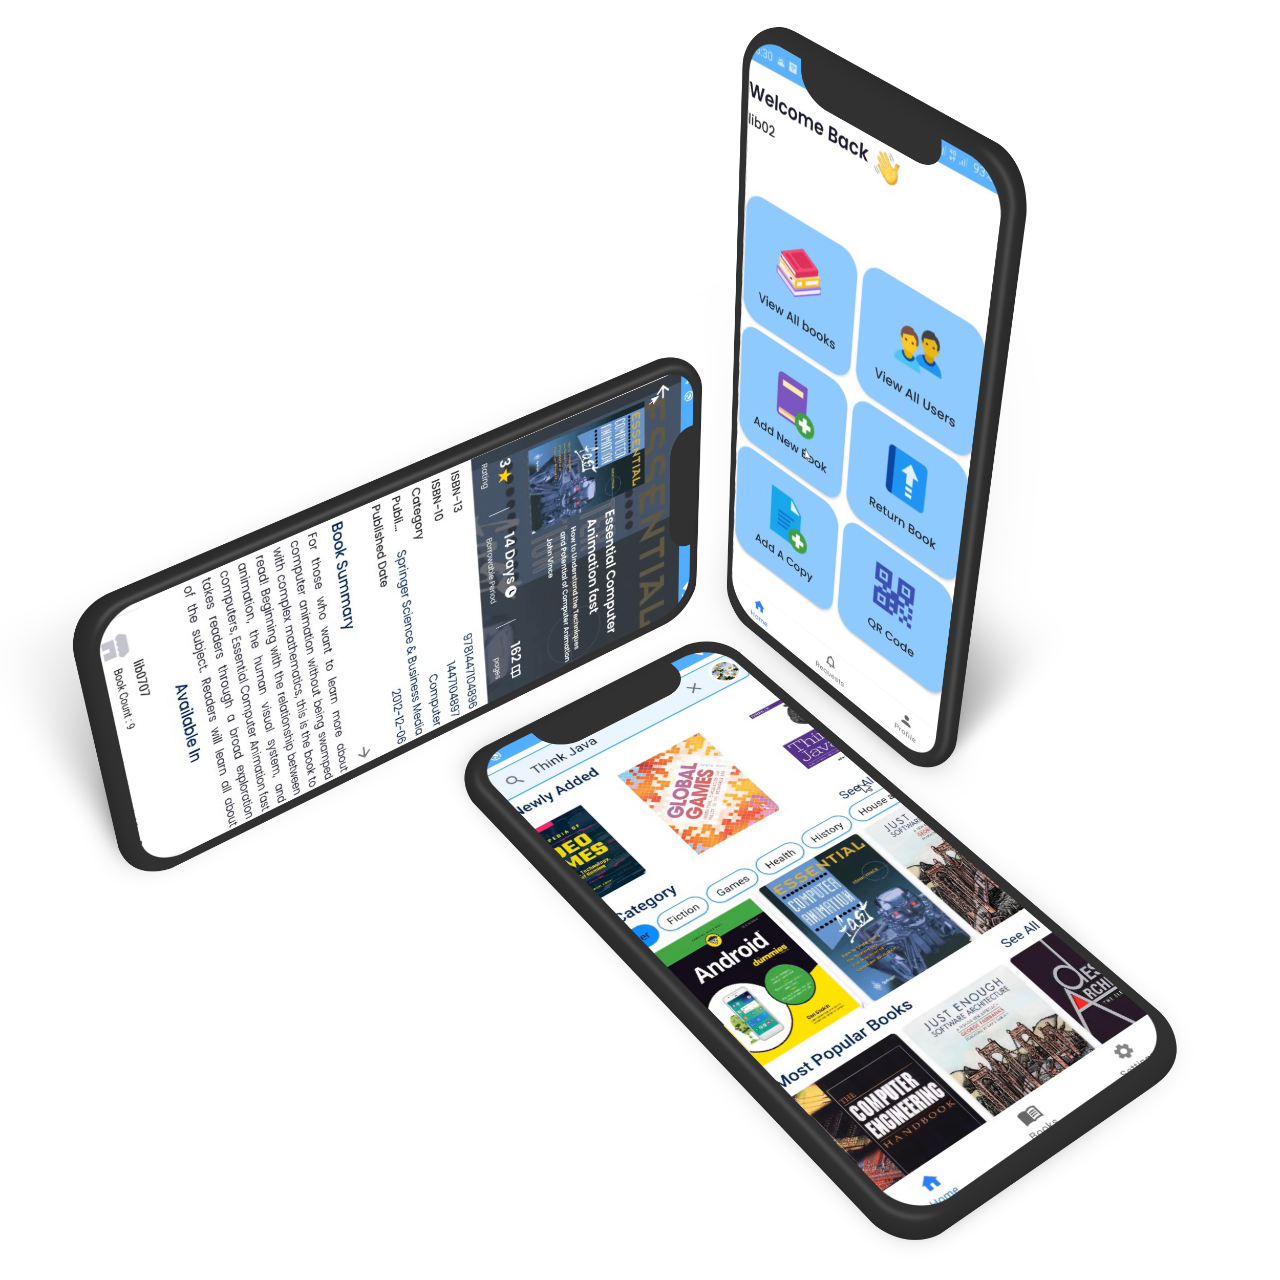 Welcome Back 👋
lib02
View All books
View All Users
Add New Book
Return Book
Add A Copy
QR Code
Home
Requests
Profile
ESSENTIAL
ESSENTIAL
COMPUTER
ANIMATION
fast
Essential Computer
Animation fast
How to Understand the Techniques
and Potential of Computer Animation
John Vince
3
Rating
14 Days
Borrowable Period
162
pages
ISBN-13
9781447104896
ISBN-10
1447104897
Category
Computer
Publi...
Springer Science & Business Media
Published Date
2012-12-06
Book Summary
For those who want to learn more about
computer animation without being swamped
with complex mathematics, this is the book to
read! Beginning with the relationship between
animation, the human visual system, and
computers, Essential Computer Animation fast
takes readers through a broad exploration
of the subject. Readers will learn all about
Available In
lib0707
Book Count : 9
Think Java
Newly Added
See All
GLOBAL
GAMES
Category
Fiction
Games
Health
History
House &
Android
dummies
ESSENTIAL
COMPUTER
ANIMATION
fast
JUST
SOFTWAR
Most Popular Books
See All
THE
COMPUTER
ENGINEERING
HANDBOOK
JUST ENOUGH
SOFTWARE ARCHITECTURE
GEORGE FAIRBANKS
DES
ARCHI
Home
Books